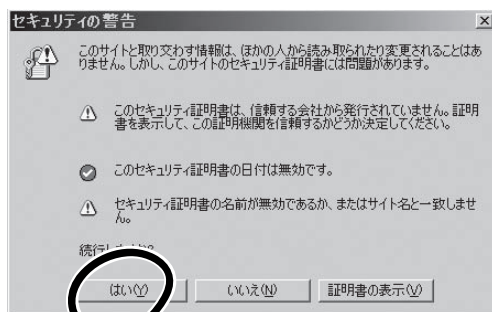 セキュリティの警告
このサイトと取り交わす情報は、ほかの人から読み取られたり変更されることはあ
りません。しかし、このサイトのセキュリティ証明書には問題があります。
このセキュリティ証明書は、信頼する会社から発行されていません。証明
書を表示して、この証明機関を信頼するかどうか決定してください。
このセキュリティ証明書の日付は無効です。
セキュリティ証明書の名前が無効であるか、またはサイト名と一致しませ
ん。
続行し
はい(Y) いいえ(N) 証明書の表示(V)